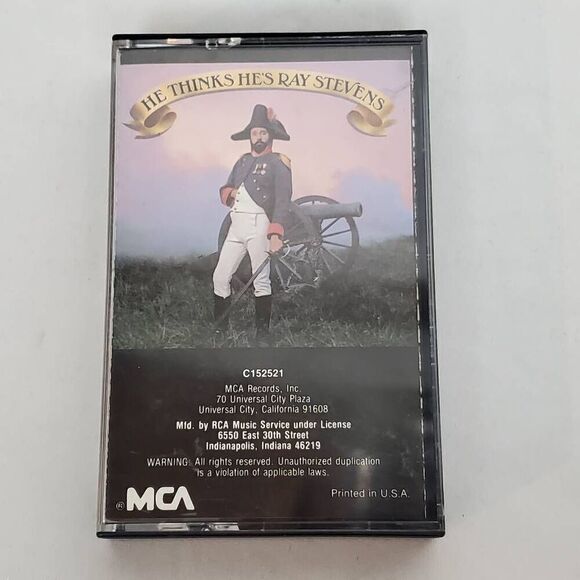 HE THINKS HE'S RAY STEVENS
C152521
MCA Records, Inc.
70 Universal City Plaza
Universal City, California 91608
Mfd. by RCA Music Service under License
6550 East 30th Street
Indianapolis, Indiana 46219
WARNING: All rights reserved. Unauthorized duplication
is a violation of applicable laws.
® MCA
Printed in U.S.A.